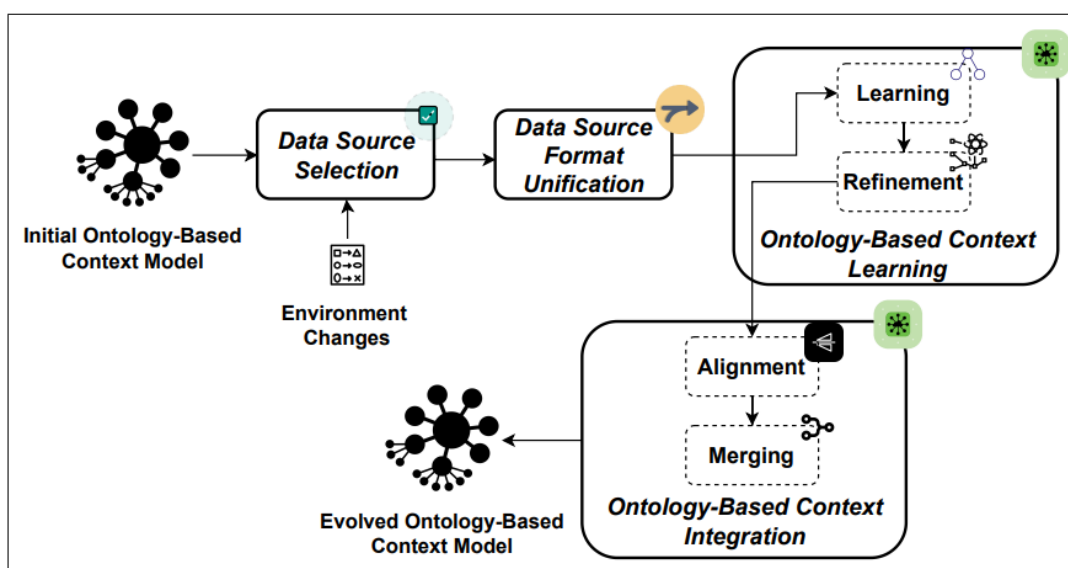 Initial Ontology-Based
Context Model
Data Source
Selection
Environment
Changes
Data Source
Format
Unification
Learning
Refinement
Ontology-Based Context
Learning
Alignment
Merging
Ontology-Based Context
Integration
Evolved Ontology-Based
Context Model